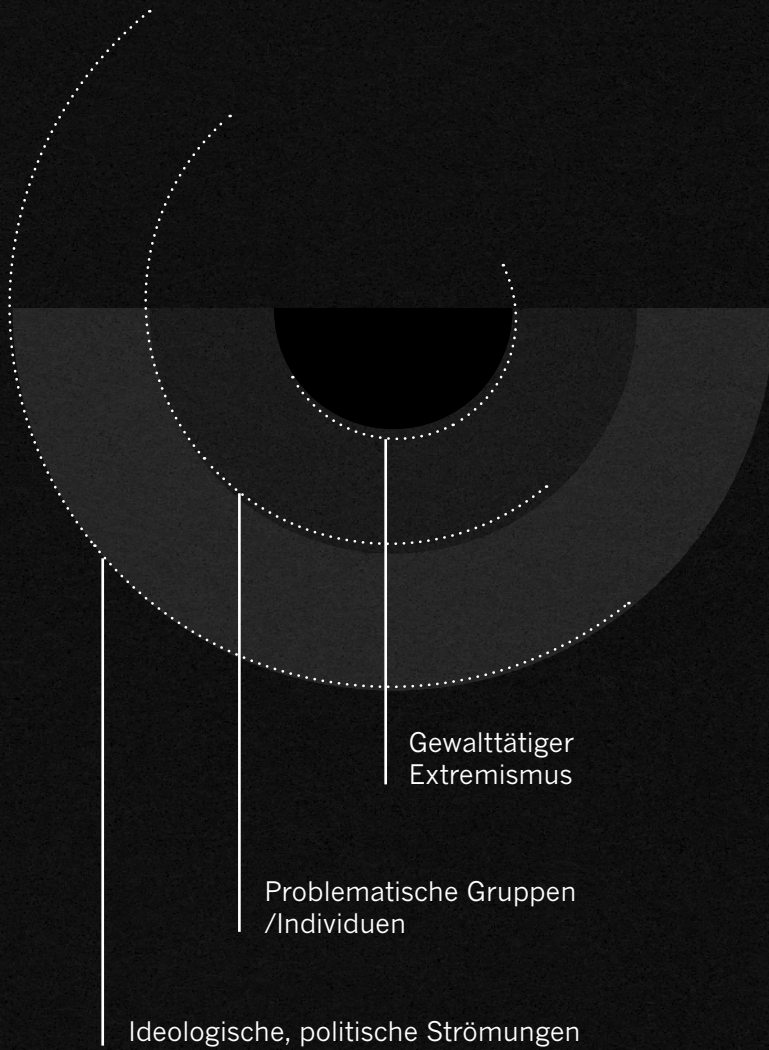 Gewalttätiger
Extremismus
Problematische Gruppen
/Individuen
Ideologische, politische Strömungen